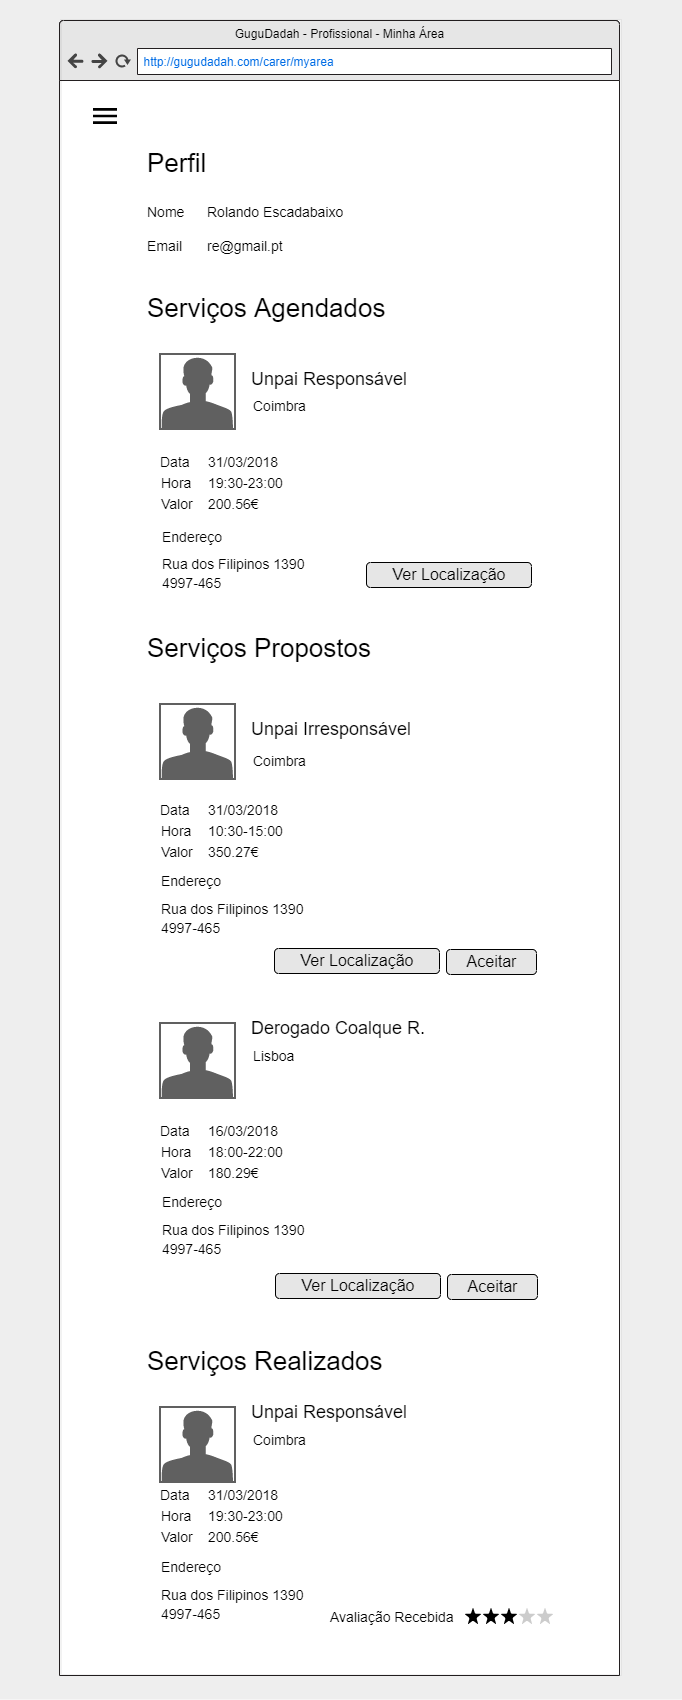 GuguDadah - Profissional - Minha Área
http://gugudadah.com/carer/myarea
Perfil
Nome Rolando Escadabaixo
Email re@gmail.pt
Serviços Agendados
Unpai Responsável
Coimbra
Data 31/03/2018
Hora 19:30-23:00
Valor 200.56€
Endereço
Rua dos Filipinos 1390
4997-465
Ver Localização
Serviços Propostos
Unpai Irresponsável
Coimbra
Data 31/03/2018
Hora 10:30-15:00
Valor 350.27€
Endereço
Rua dos Filipinos 1390
4997-465
Ver Localização Aceitar
Derogado Coalque R.
Lisboa
Data 16/03/2018
Hora 18:00-22:00
Valor 180.29€
Endereço
Rua dos Filipinos 1390
4997-465
Ver Localização Aceitar
Serviços Realizados
Unpai Responsável
Coimbra
Data 31/03/2018
Hora 19:30-23:00
Valor 200.56€
Endereço
Rua dos Filipinos 1390
4997-465
Avaliação Recebida